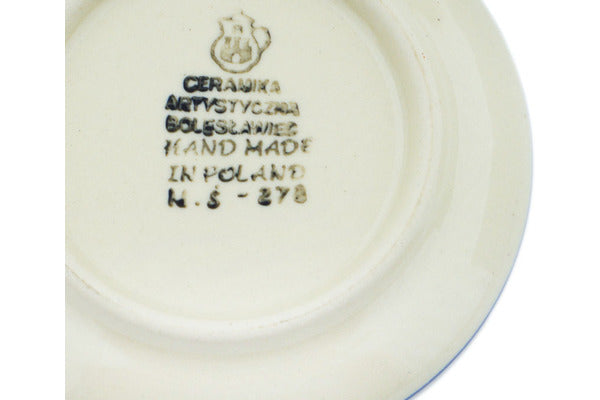 CERAMIKA
ARTYSTYCZNA
BOLESŁAWIEC
HAND MADE
IN POLAND
H.Ś - 278